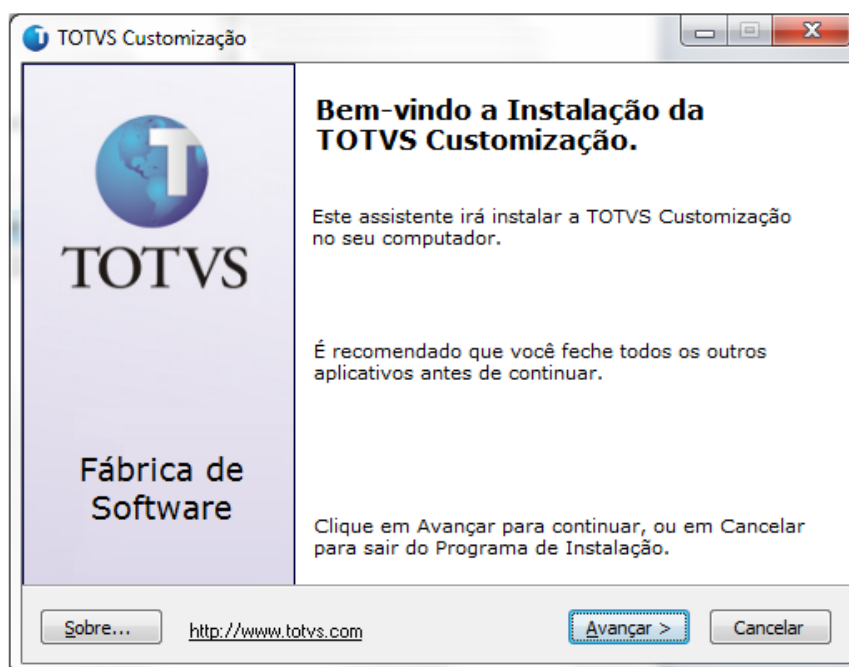 TOTVS Customização
Bem-vindo a Instalação da
TOTVS Customização.
Este assistente irá instalar a TOTVS Customização
no seu computador.
É recomendado que você feche todos os outros
aplicativos antes de continuar.
Clique em Avançar para continuar, ou em Cancelar
para sair do Programa de Instalação.
T
TOTVS
Fábrica de
Software
Sobre...
http://www.totvs.com
Avançar >
Cancelar